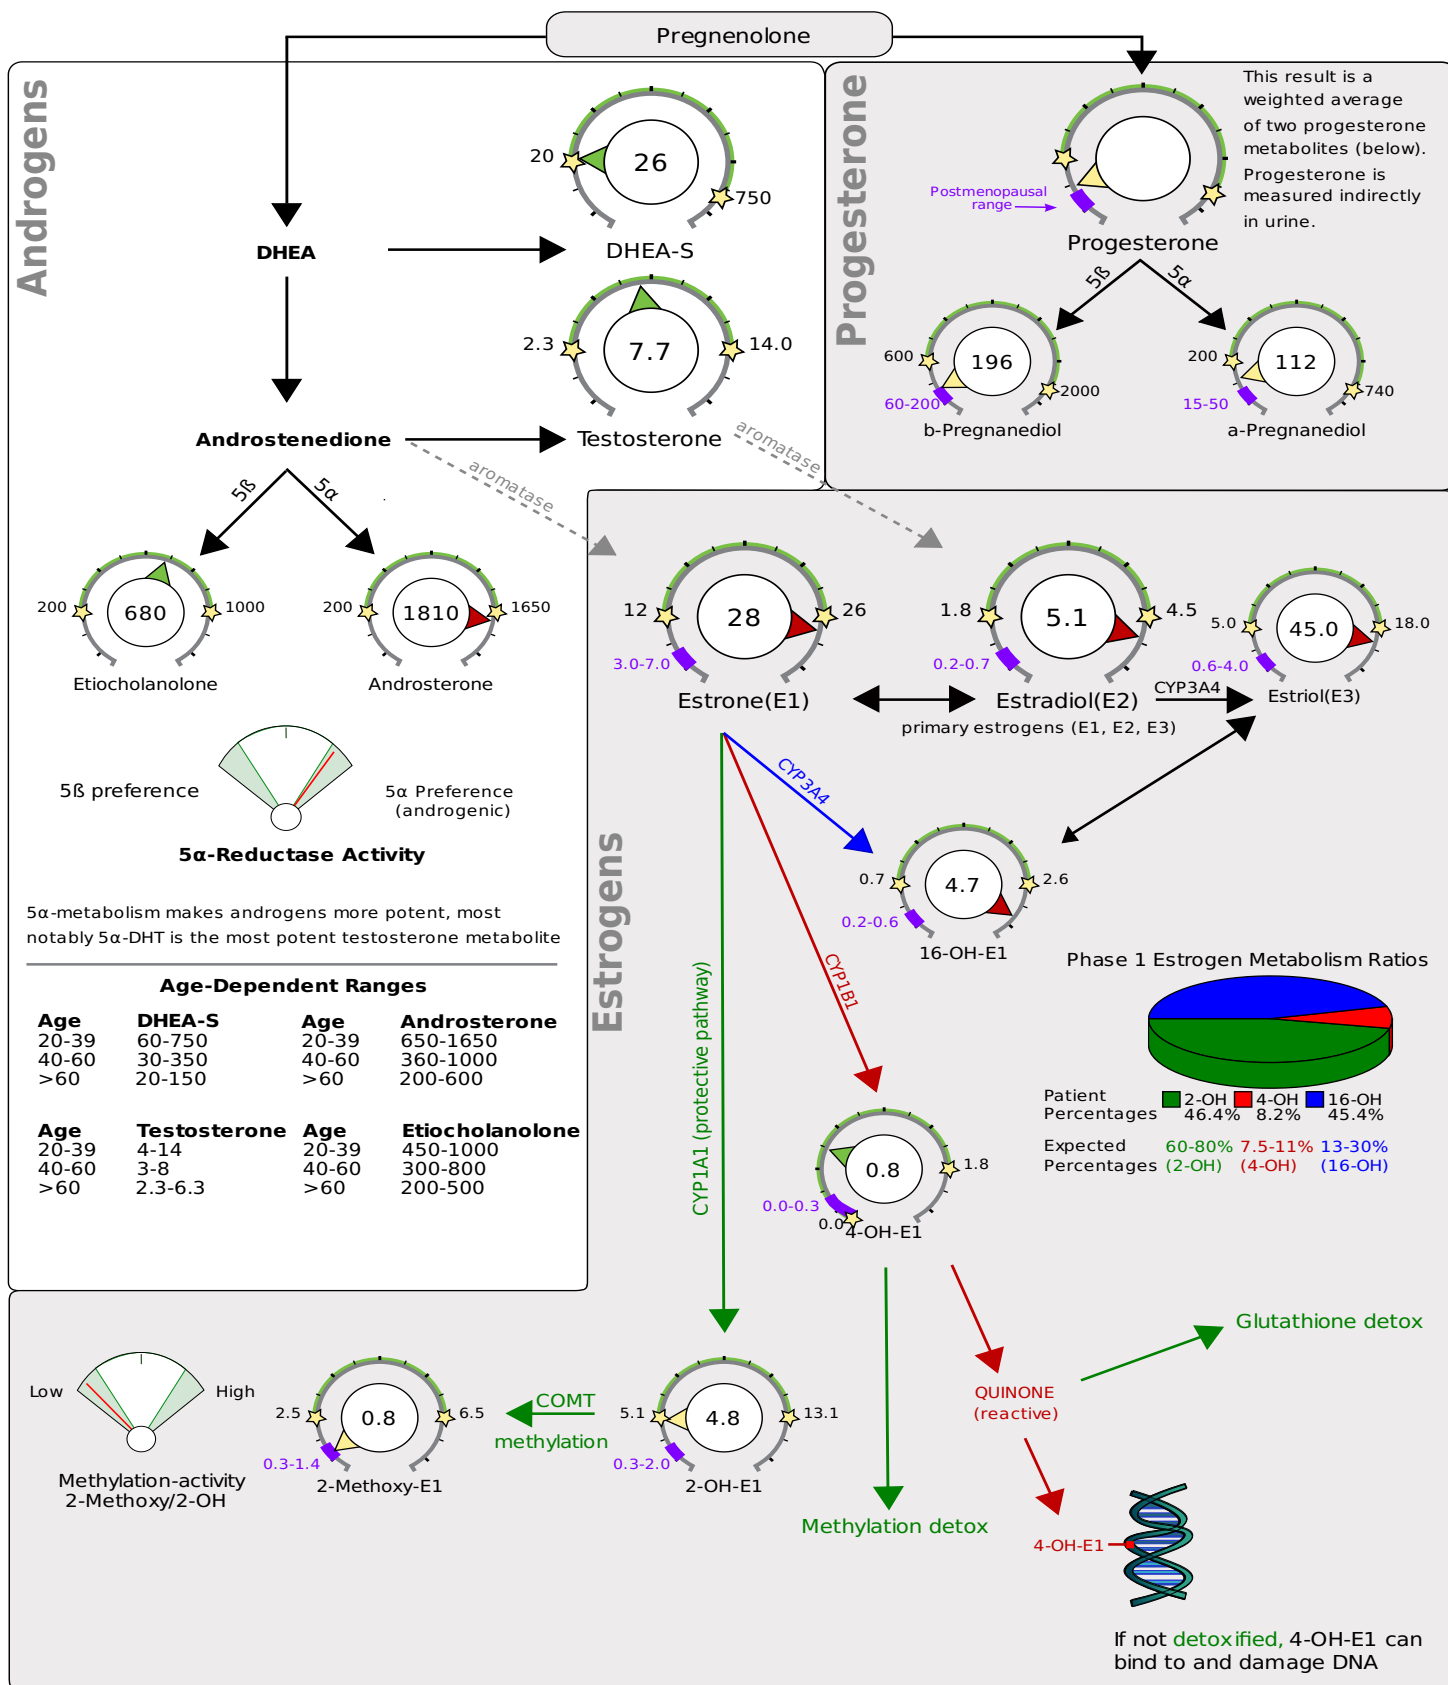 Pregnenolone
Androgens
20
26
750
DHEA-S
DHEA
2.3
7.7
14.0
Testosterone
Androstenedione
aromatase
aromatase
5ß
5α
200
680
1000
Etiocholanolone
200
1810
1650
Androsterone
5ß preference
5α Preference
(androgenic)
5α-Reductase Activity
5α-metabolism makes androgens more potent, most
notably 5α-DHT is the most potent testosterone metabolite
Age-Dependent Ranges
Age DHEA-S Age Androsterone
20-39 60-750 20-39 650-1650
40-60 30-350 40-60 360-1000
>60 20-150 >60 200-600
Age Testosterone Age Etiocholanolone
20-39 4-14 20-39 450-1000
40-60 3-8 40-60 300-800
>60 2.3-6.3 >60 200-500
Progesterone
This result is a
weighted average
of two progesterone
metabolites (below).
Progesterone is
measured indirectly
in urine.
Postmenopausal
range
Progesterone
5ß
5α
600
196
2000
60-200
b-Pregnanediol
200
112
740
15-50
a-Pregnanediol
Estrogens
12
28
26
3.0-7.0
Estrone(E1)
1.8
5.1
4.5
0.2-0.7
Estradiol(E2)
CYP3A4
5.0
45.0
18.0
0.6-4.0
Estriol(E3)
primary estrogens (E1, E2, E3)
CYP3A4
0.7
4.7
2.6
0.2-0.6
16-OH-E1
CYP1B1
CYP1A1 (protective pathway)
Phase 1 Estrogen Metabolism Ratios
Patient 2-OH 4-OH 16-OH
Percentages 46.4% 8.2% 45.4%
Expected 60-80% 7.5-11% 13-30%
Percentages (2-OH) (4-OH) (16-OH)
0.8
1.8
0.0-0.3
0.0
4-OH-E1
Low
High
Methylation-activity
2-Methoxy/2-OH
2.5
0.8
6.5
0.3-1.4
2-Methoxy-E1
COMT
methylation
5.1
4.8
13.1
0.3-2.0
2-OH-E1
Methylation detox
Glutathione detox
QUINONE
(reactive)
4-OH-E1
If not detoxified, 4-OH-E1 can
bind to and damage DNA